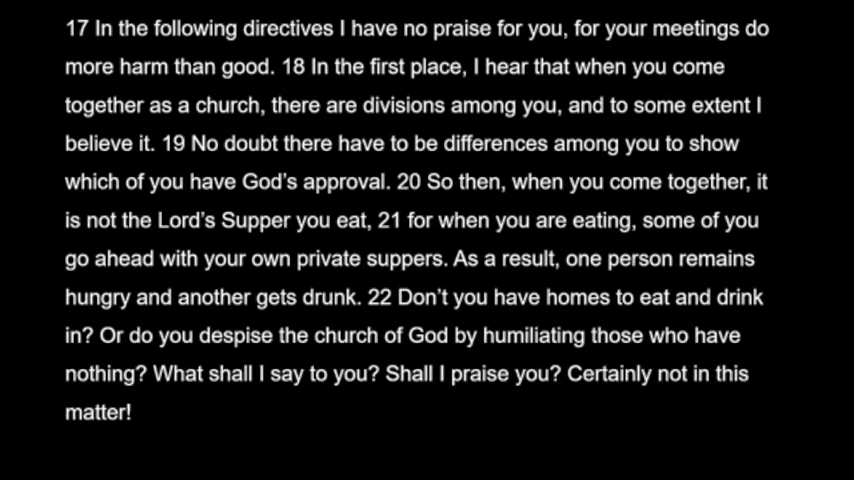 17 In the following directives I have no praise for you, for your meetings do
more harm than good. 18 In the first place, I hear that when you come
together as a church, there are divisions among you, and to some extent I
believe it. 19 No doubt there have to be differences among you to show
which of you have God’s approval. 20 So then, when you come together, it
is not the Lord’s Supper you eat, 21 for when you are eating, some of you
go ahead with your own private suppers. As a result, one person remains
hungry and another gets drunk. 22 Don’t you have homes to eat and drink
in? Or do you despise the church of God by humiliating those who have
nothing? What shall I say to you? Shall I praise you? Certainly not in this
matter!